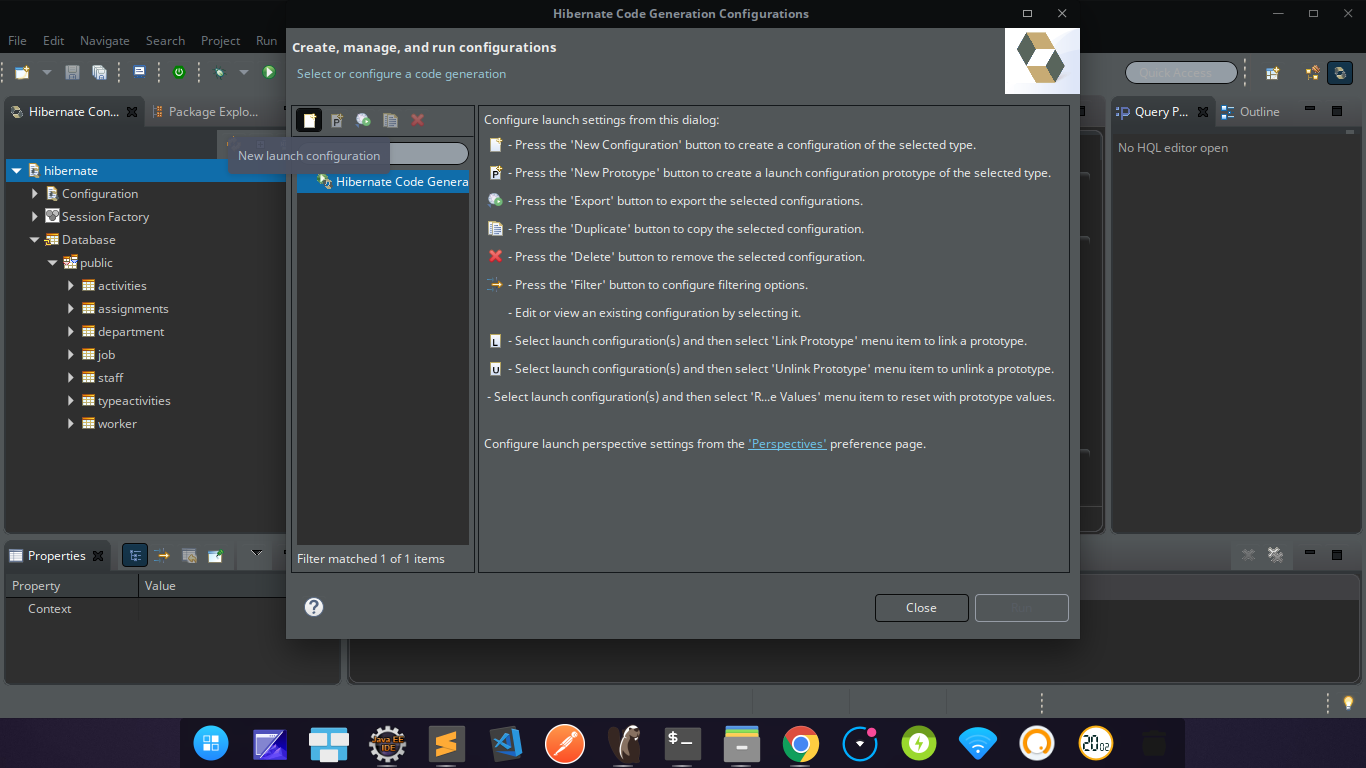 Hibernate Code Generation Configurations
File Edit Navigate Search Project Run
Create, manage, and run configurations
Select or configure a code generation
Quick Access
Hibernate Con...
Package Explo...
Query P...
Outline
New launch configuration
No HQL editor open
hibernate
Configuration
Session Factory
Database
public
activities
assignments
department
job
staff
typeactivities
worker
Hibernate Code Genera
Filter matched 1 of 1 items
Configure launch settings from this dialog:
- Press the 'New Configuration' button to create a configuration of the selected type.
P - Press the 'New Prototype' button to create a launch configuration prototype of the selected type.
- Press the 'Export' button to export the selected configurations.
- Press the 'Duplicate' button to copy the selected configuration.
- Press the 'Delete' button to remove the selected configuration.
- Press the 'Filter' button to configure filtering options.
- Edit or view an existing configuration by selecting it.
L - Select launch configuration(s) and then select 'Link Prototype' menu item to link a prototype.
U - Select launch configuration(s) and then select 'Unlink Prototype' menu item to unlink a prototype.
- Select launch configuration(s) and then select 'R...e Values' menu item to reset with prototype values.
Configure launch perspective settings from the 'Perspectives' preference page.
Properties
Property Value
Context
Close Run
Java EE
IDE
$_
20 02